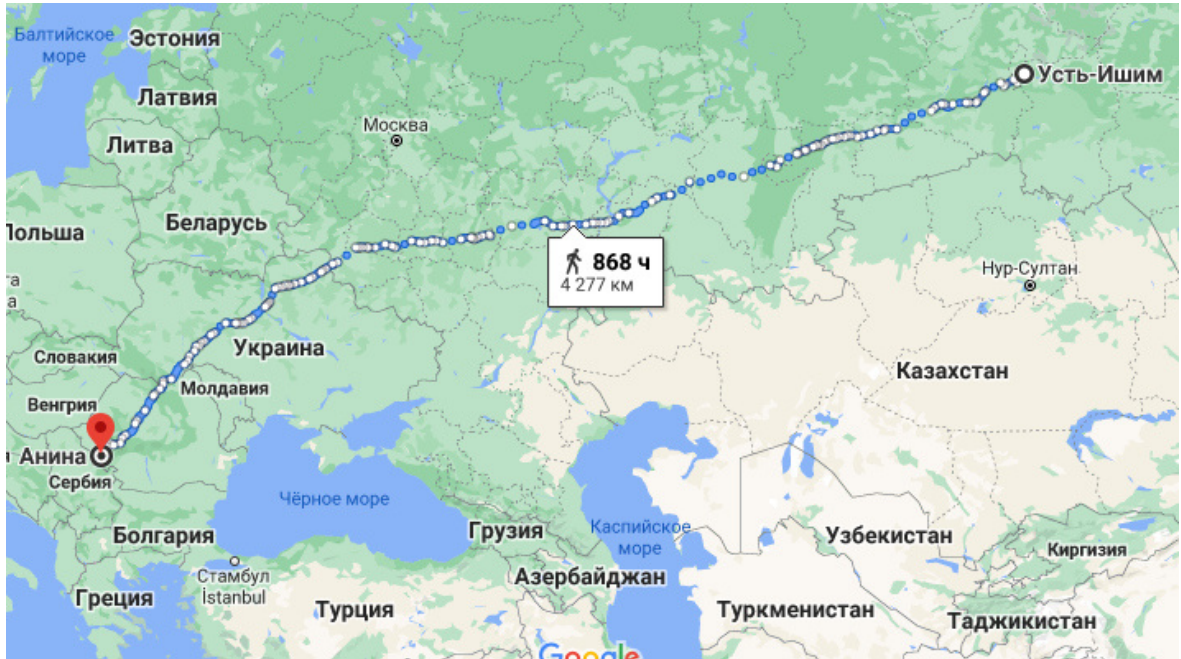 Балтийское
море
Эстония
Усть-Ишим
Латвия
Москва
Литва
Беларусь
Польша
868 ч
4 277 км
Нур-Султан
Украина
Словакия
Казахстан
Молдавия
Венгрия
Анина
Сербия
Чёрное море
Болгария
Грузия
Каспийское
море
Узбекистан
Киргизия
Стамбул
İstanbul
Азербайджан
Греция
Турция
Туркменистан
Таджикистан
Google